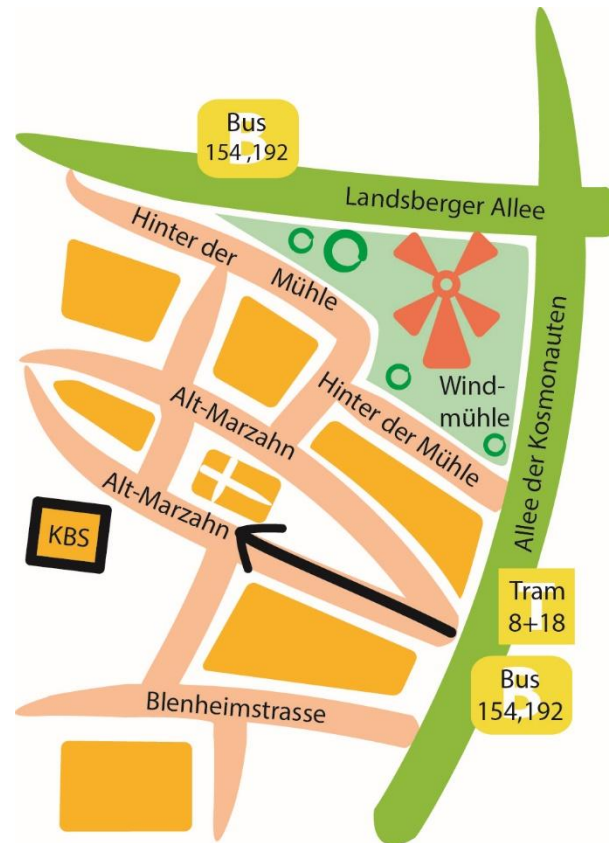 Bus
B
154 ,192
Landsberger Allee
Hinter der
Mühle
Wind-
mühle
Hinter der Mühle
Allee der Kosmonauten
Alt-Marzahn
Alt-Marzahn
KBS
Tram
T
8+18
Bus
B
154,192
Blenheimstrasse